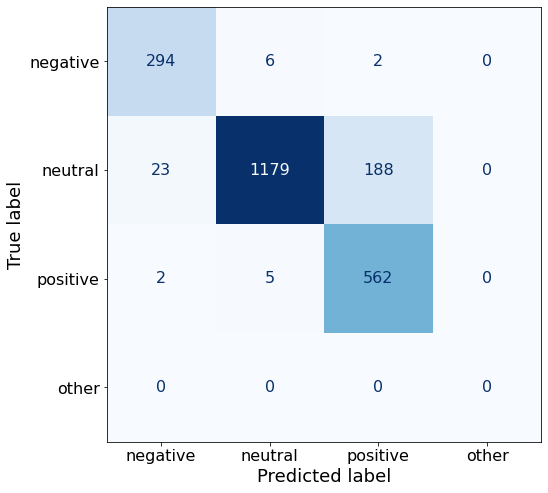 negative 294 6 2 0
neutral 23 1179 188 0
positive 2 5 562 0
other 0 0 0 0
negative neutral positive other
Predicted label
True label